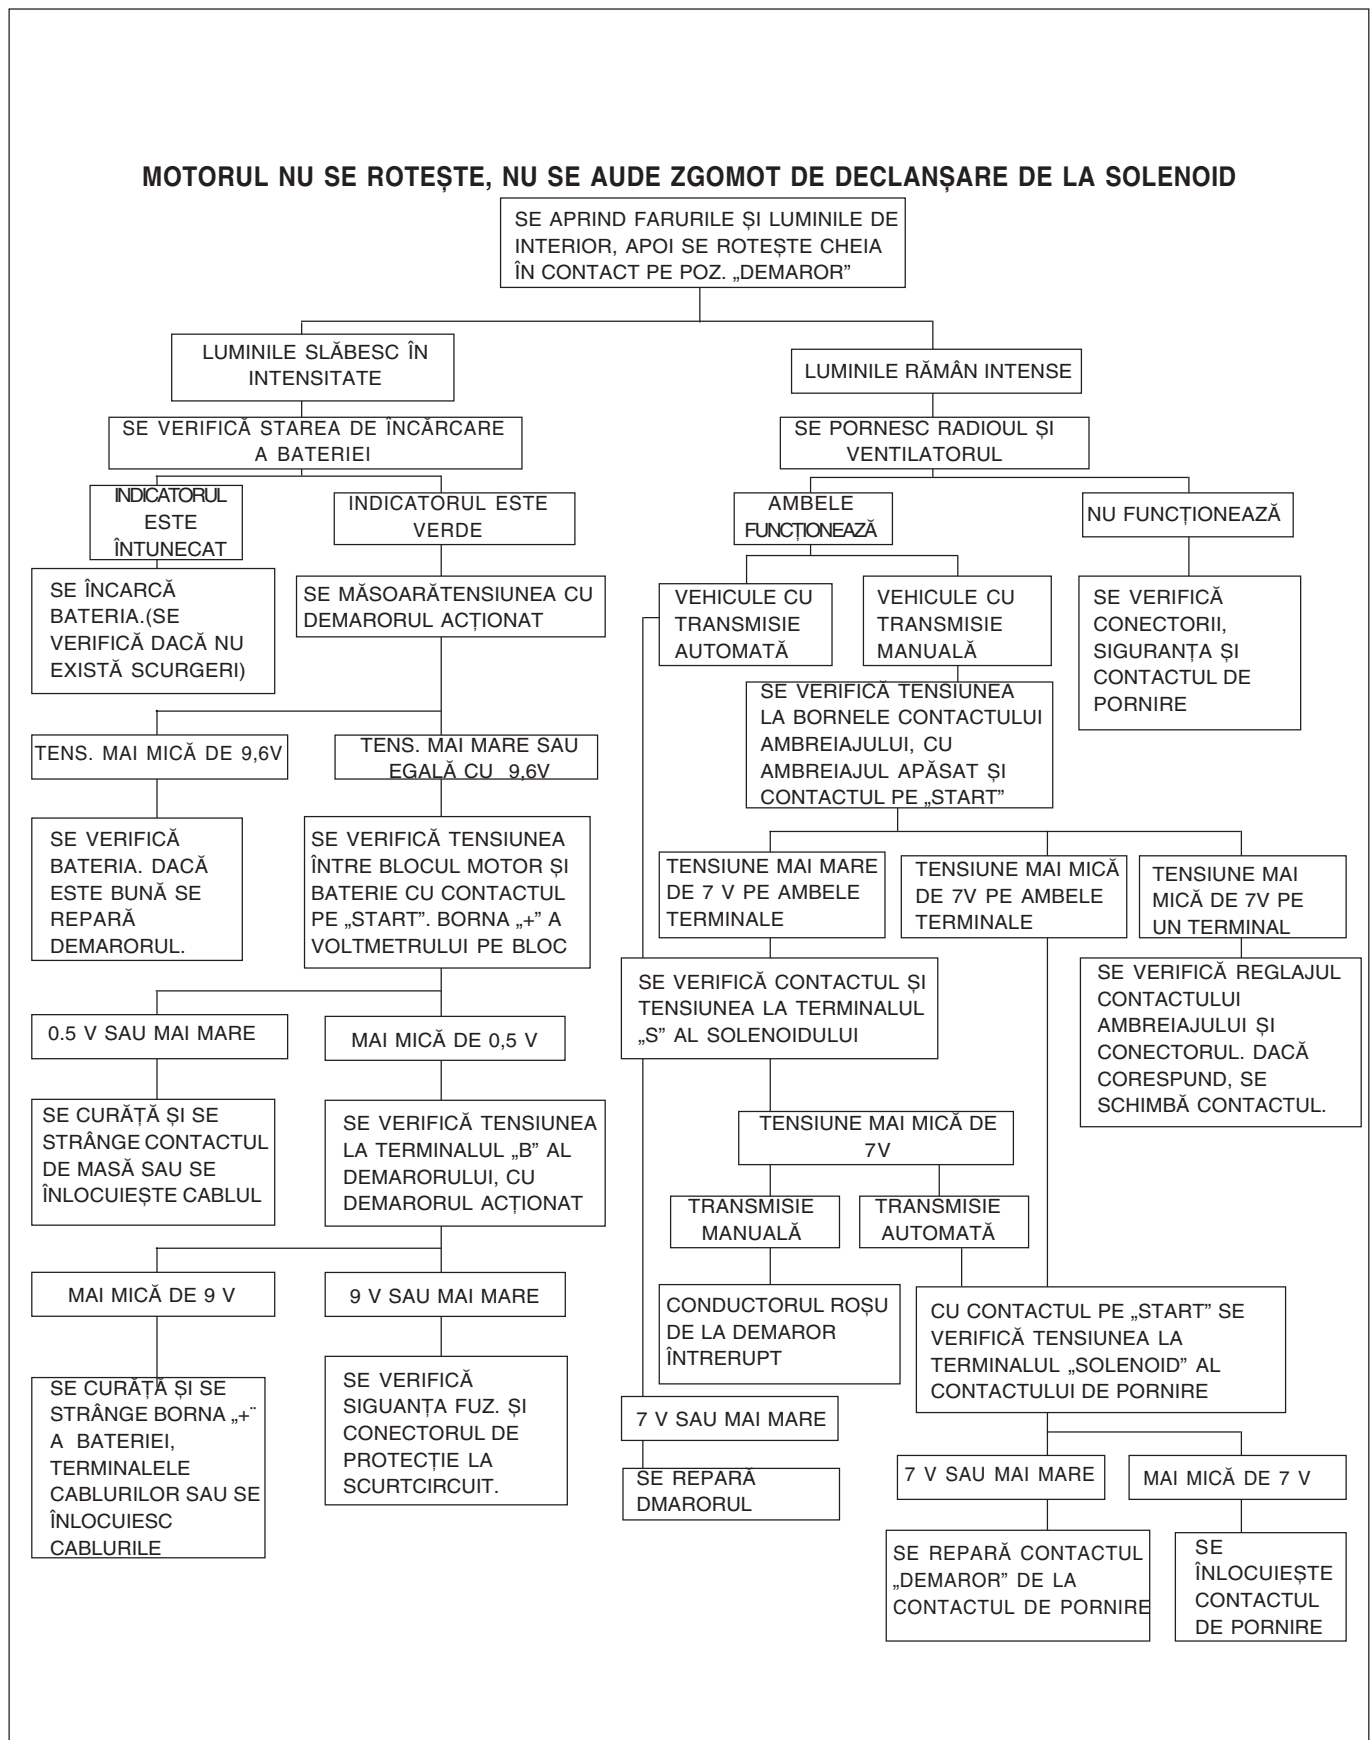 MOTORUL NU SE ROTEȘTE, NU SE AUDE ZGOMOT DE DECLANȘARE DE LA SOLENOID
SE APRIND FARURILE ȘI LUMINILE DE
INTERIOR, APOI SE ROTEȘTE CHEIA
ÎN CONTACT PE POZ. „DEMAROR”
LUMINILE SLĂBESC ÎN
INTENSITATE
LUMINILE RĂMÂN INTENSE
SE VERIFICĂ STAREA DE ÎNCĂRCARE
A BATERIEI
SE PORNESC RADIOUL ȘI
VENTILATORUL
INDICATORUL
ESTE
ÎNTUNECAT
INDICATORUL ESTE
VERDE
AMBELE
FUNCȚIONEAZĂ
NU FUNCȚIONEAZĂ
SE ÎNCARCĂ
BATERIA.(SE
VERIFICĂ DACĂ NU
EXISTĂ SCURGERI)
SE MĂSOARĂTENSIUNEA CU
DEMARORUL ACȚIONAT
VEHICULE CU
TRANSMISIE
AUTOMATĂ
VEHICULE CU
TRANSMISIE
MANUALĂ
SE VERIFICĂ
CONECTORII,
SIGURANȚA ȘI
CONTACTUL DE
PORNIRE
SE VERIFICĂ TENSIUNEA
LA BORNELE CONTACTULUI
AMBREIAJULUI, CU
AMBREIAJUL APĂSAT ȘI
CONTACTUL PE „START”
TENS. MAI MICĂ DE 9,6V
TENS. MAI MARE SAU
EGALĂ CU 9,6V
SE VERIFICĂ
BATERIA. DACĂ
ESTE BUNĂ SE
REPARĂ
DEMARORUL.
SE VERIFICĂ TENSIUNEA
ÎNTRE BLOCUL MOTOR ȘI
BATERIE CU CONTACTUL
PE „START”. BORNA „+” A
VOLTMETRULUI PE BLOC
TENSIUNE MAI MARE
DE 7 V PE AMBELE
TERMINALE
TENSIUNE MAI MICĂ
DE 7V PE AMBELE
TERMINALE
TENSIUNE MAI
MICĂ DE 7V PE
UN TERMINAL
SE VERIFICĂ CONTACTUL ȘI
TENSIUNEA LA TERMINALUL
„S” AL SOLENOIDULUI
SE VERIFICĂ REGLAJUL
CONTACTULUI
AMBREIAJULUI ȘI
CONECTORUL. DACĂ
CORESPUND, SE
SCHIMBĂ CONTACTUL.
0.5 V SAU MAI MARE
MAI MICĂ DE 0,5 V
SE CURĂȚĂ ȘI SE
STRÂNGE CONTACTUL
DE MASĂ SAU SE
ÎNLOCUIEȘTE CABLUL
SE VERIFICĂ TENSIUNEA
LA TERMINALUL „B” AL
DEMARORULUI, CU
DEMARORUL ACȚIONAT
TENSIUNE MAI MICĂ DE
7V
TRANSMISIE
MANUALĂ
TRANSMISIE
AUTOMATĂ
MAI MICĂ DE 9 V
9 V SAU MAI MARE
CONDUCTORUL ROȘU
DE LA DEMAROR
ÎNTRERUPT
CU CONTACTUL PE „START” SE
VERIFICĂ TENSIUNEA LA
TERMINALUL „SOLENOID” AL
CONTACTULUI DE PORNIRE
SE CURĂȚĂ ȘI SE
STRÂNGE BORNA „+¨
A BATERIEI,
TERMINALELE
CABLURILOR SAU SE
ÎNLOCUIESC
CABLURILE
SE VERIFICĂ
SIGUANȚA FUZ. ȘI
CONECTORUL DE
PROTECȚIE LA
SCURTCIRCUIT.
7 V SAU MAI MARE
SE REPARĂ
DMARORUL
7 V SAU MAI MARE
MAI MICĂ DE 7 V
SE REPARĂ CONTACTUL
„DEMAROR” DE LA
CONTACTUL DE PORNIRE
SE
ÎNLOCUIEȘTE
CONTACTUL
DE PORNIRE